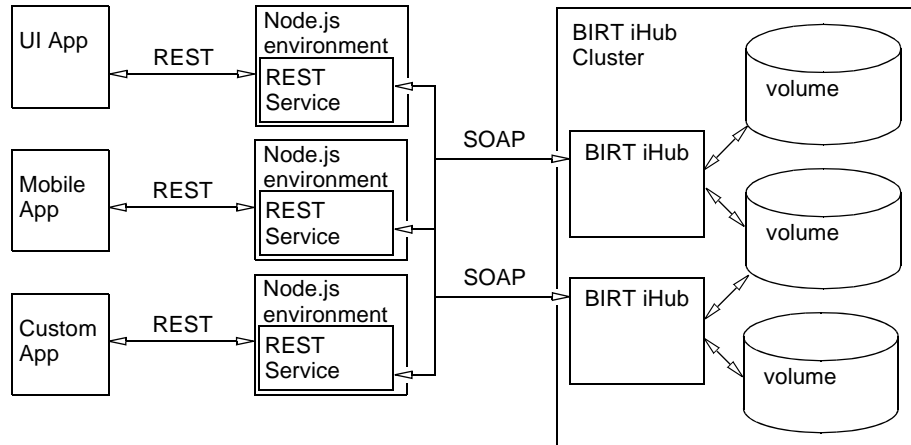 UI App
REST
Node.js
environment
REST
Service
Mobile
App
REST
Node.js
environment
REST
Service
Custom
App
REST
Node.js
environment
REST
Service
SOAP
SOAP
BIRT iHub
Cluster
BIRT iHub
BIRT iHub
volume
volume
volume